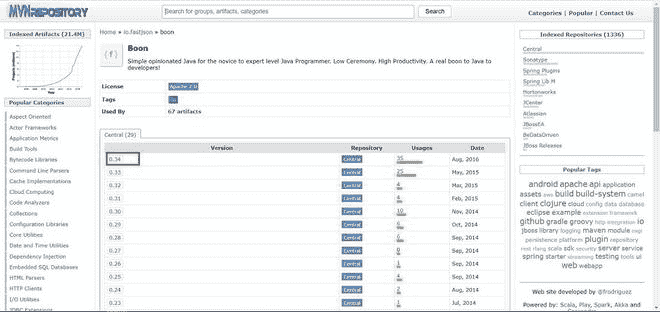 MVNREPOSITORY
Search for groups, artifacts, categories
Search
Categories | Popular | Contact Us
Indexed Artifacts (21.4M)
Popular Categories
Aspect Oriented
Actor Frameworks
Application Metrics
Build Tools
Bytecode Libraries
Command Line Parsers
Cache Implementations
Cloud Computing
Code Analyzers
Collections
Configuration Libraries
Core Utilities
Date and Time Utilities
Dependency Injection
Embedded SQL Databases
HTML Parsers
HTTP Clients
I/O Utilities
Home » io.fastjson » boon
Boon
Simple opinionated Java for the novice to expert level Java Programmer. Low Ceremony. High Productivity. A real boon to Java to
developers!
License
Apache 2.0
Tags
Used By
67 artifacts
Central (29)
Version Repository Usages Date
0.34 Central 35 Aug, 2016
0.33 Central 25 May, 2015
0.32 Central 4 Mar, 2015
0.31 Central 4 Feb, 2015
0.30 Central 10 Nov, 2014
0.29 Central 6 Oct, 2014
0.28 Central 6 Sep, 2014
0.27 Central 0 Sep, 2014
0.26 Central 1 Sep, 2014
0.25 Central 4 Sep, 2014
0.24 Central 2 Aug, 2014
0.23 Central 1 Jul, 2014
Indexed Repositories (1336)
Central
Sonatype
Spring Plugins
Spring Lib M
Hortonworks
JCenter
Atlassian
JBossEA
BeDataDriven
JBoss Releases
Popular Tags
android apache api application
assets aws build build-system camel
client clojure cloud config data database
eclipse example extension framework
github gradle groovy http integration io
jboss library logging maven module osgi
persistence platform plugin repository
rest rlang scala sdk security server service
spring starter streaming testing tools ui
web webapp
Web site developed by @frodriguez
Powered by: Scala, Play, Spark, Akka and